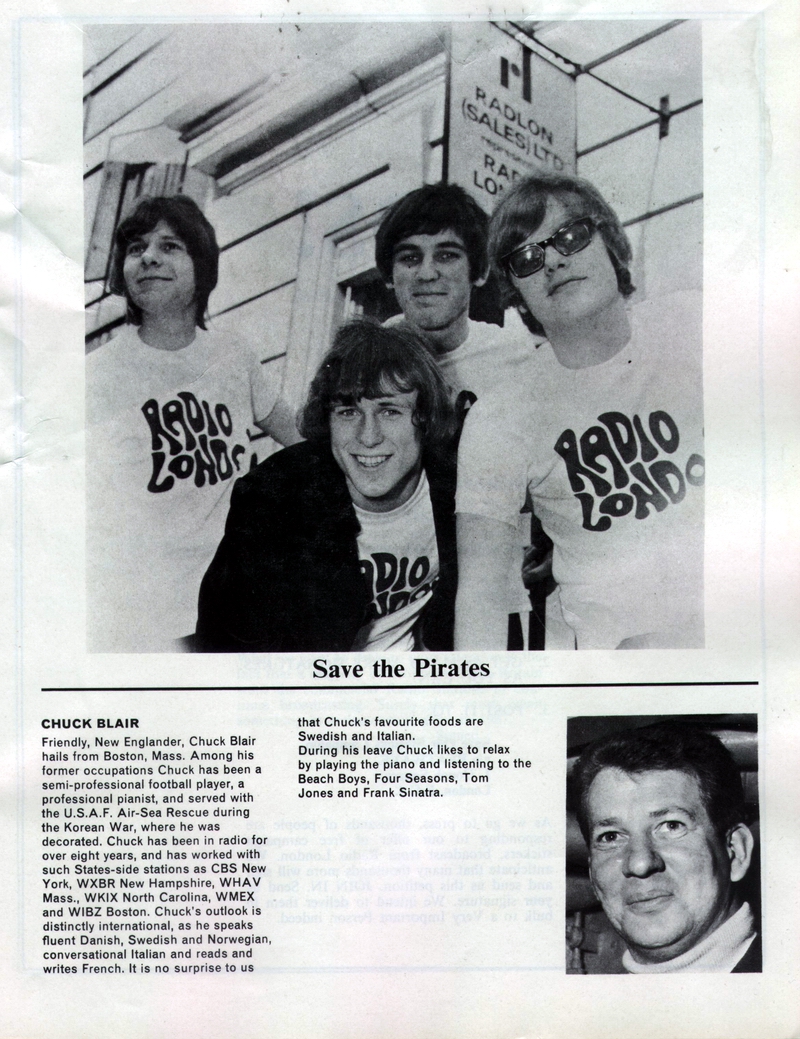 RADLON
(SALES) LTD
RADIO
LONDO
RADIO
LONDO
RADIO
Save the Pirates
CHUCK BLAIR
Friendly, New Englander, Chuck Blair
hails from Boston, Mass. Among his
former occupations Chuck has been a
semi-professional football player, a
professional pianist, and served with
the U.S.A.F. Air-Sea Rescue during
the Korean War, where he was
decorated. Chuck has been in radio for
over eight years, and has worked with
such States-side stations as CBS New
York, WXBR New Hampshire, WHAV
Mass., WKIX North Carolina, WMEX
and WIBZ Boston. Chuck's outlook is
distinctly international, as he speaks
fluent Danish, Swedish and Norwegian,
conversational Italian and reads and
writes French. It is no surprise to us
that Chuck's favourite foods are
Swedish and Italian.
During his leave Chuck likes to relax
by playing the piano and listening to the
Beach Boys, Four Seasons, Tom
Jones and Frank Sinatra.